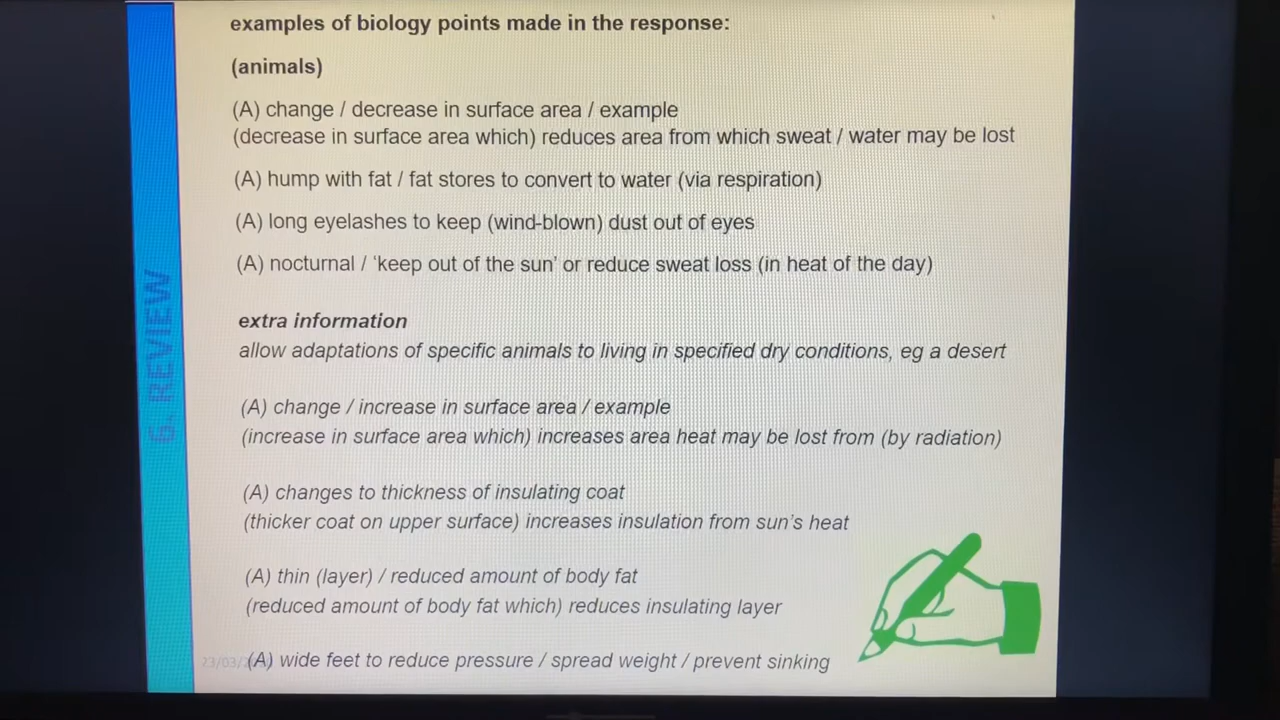 examples of biology points made in the response:
(animals)
(A) change / decrease in surface area / example
(decrease in surface area which) reduces area from which sweat / water may be lost
(A) hump with fat / fat stores to convert to water (via respiration)
(A) long eyelashes to keep (wind-blown) dust out of eyes
(A) nocturnal / ‘keep out of the sun’ or reduce sweat loss (in heat of the day)
extra information
allow adaptations of specific animals to living in specified dry conditions, eg a desert
(A) change / increase in surface area / example
(increase in surface area which) increases area heat may be lost from (by radiation)
(A) changes to thickness of insulating coat
(thicker coat on upper surface) increases insulation from sun’s heat
(A) thin (layer) / reduced amount of body fat
(reduced amount of body fat which) reduces insulating layer
(A) wide feet to reduce pressure / spread weight / prevent sinking
23/03/
6. REVIEW